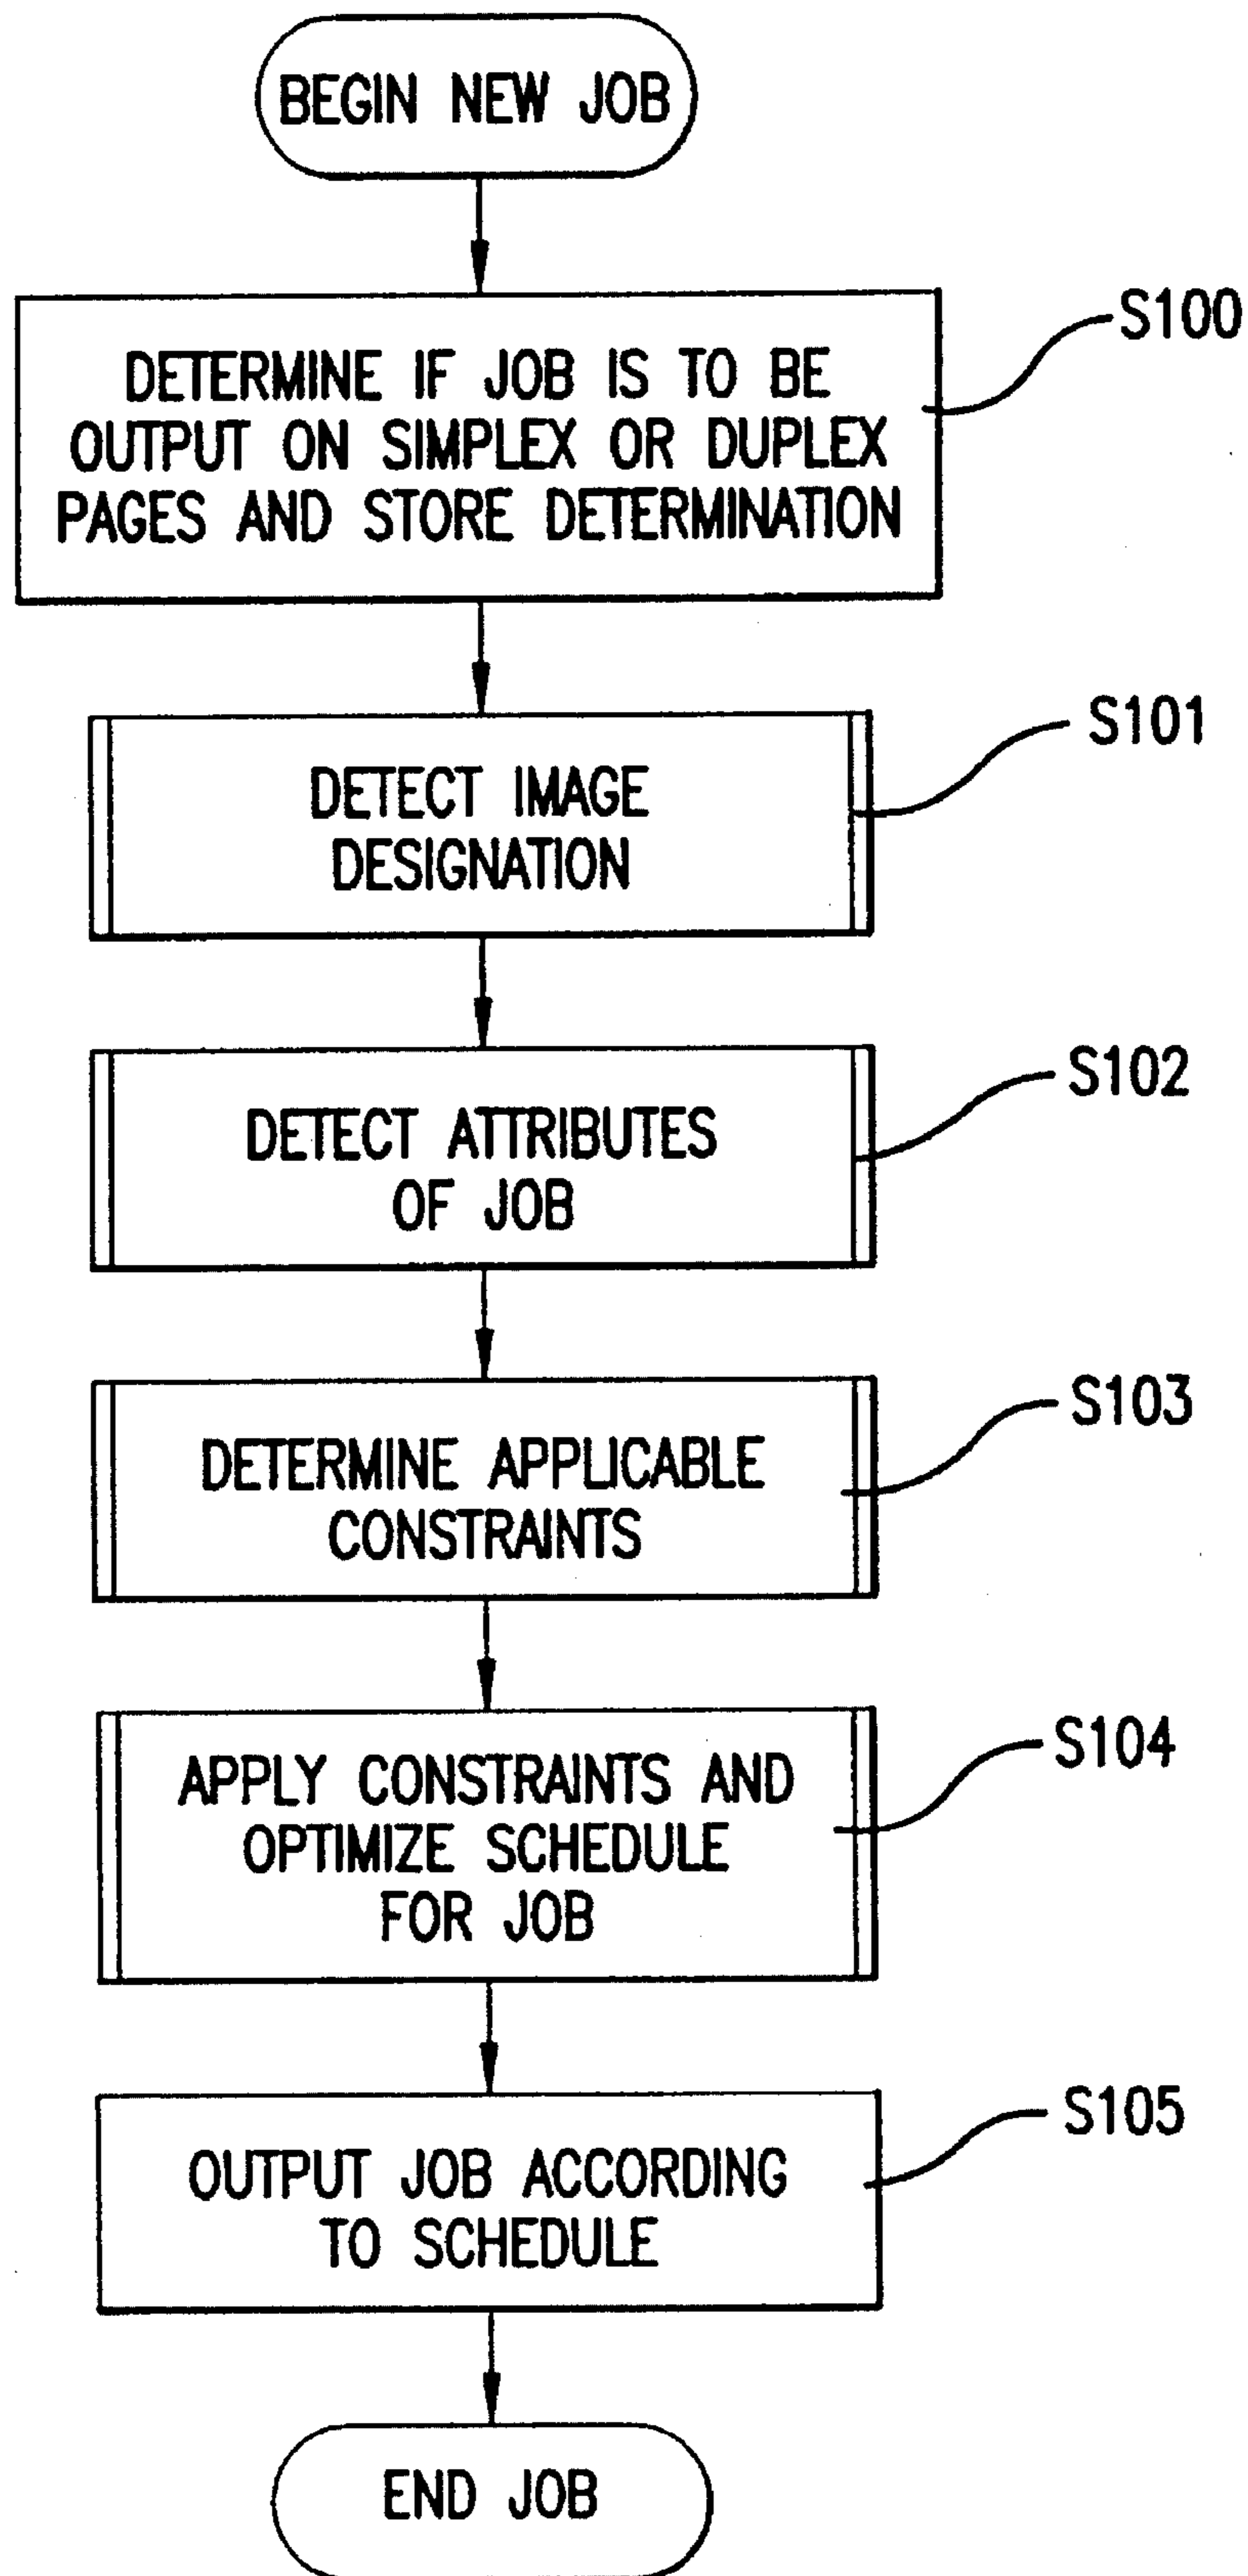 BEGIN NEW JOB
DETERMINE IF JOB IS TO BE
OUTPUT ON SIMPLEX OR DUPLEX
PAGES AND STORE DETERMINATION
S100
DETECT IMAGE
DESIGNATION
S101
DETECT ATTRIBUTES
OF JOB
S102
DETERMINE APPLICABLE
CONSTRAINTS
S103
APPLY CONSTRAINTS AND
OPTIMIZE SCHEDULE
FOR JOB
S104
OUTPUT JOB ACCORDING
TO SCHEDULE
S105
END JOB